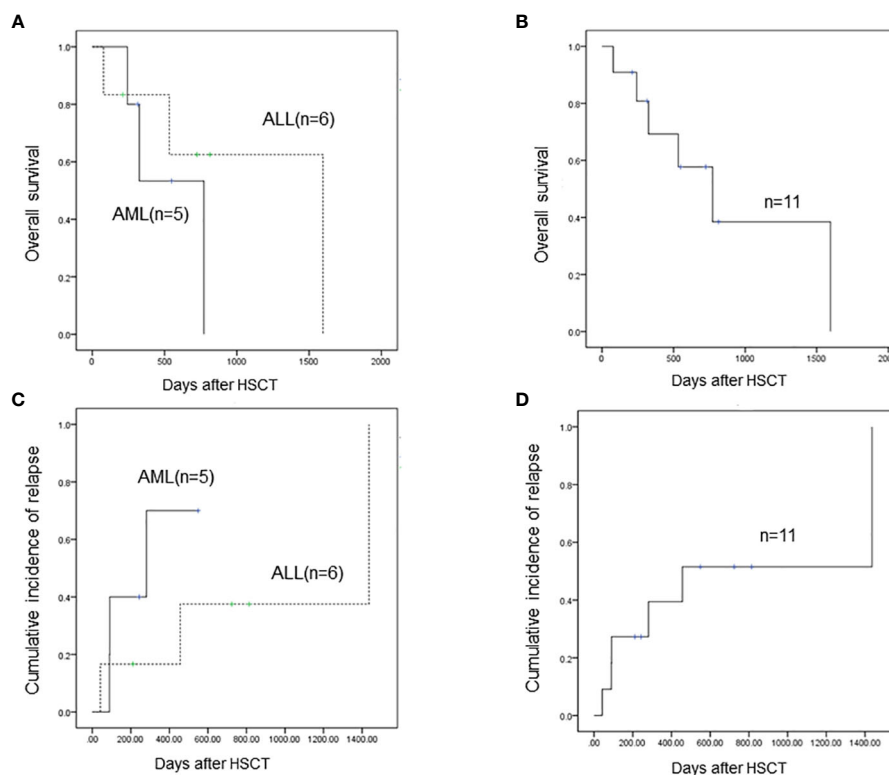 A
Overall survival
1.0
0.8
0.6
0.4
0.2
0.0
ALL(n=6)
AML(n=5)
0 500 1000 1500 2000
Days after HSCT
B
Overall survival
1.0
0.8
0.6
0.4
0.2
0.0
n=11
0 500 1000 1500 2000
Days after HSCT
C
Cumulative incidence of relapse
1.0
0.8
0.6
0.4
0.2
0.0
AML(n=5)
ALL(n=6)
.00 200.00 400.00 600.00 800.00 1000.00 1200.00 1400.00
Days after HSCT
D
Cumulative incidence of relapse
1.0
0.8
0.6
0.4
0.2
0.0
n=11
.00 200.00 400.00 600.00 800.00 1000.00 1200.00 1400.00
Days after HSCT